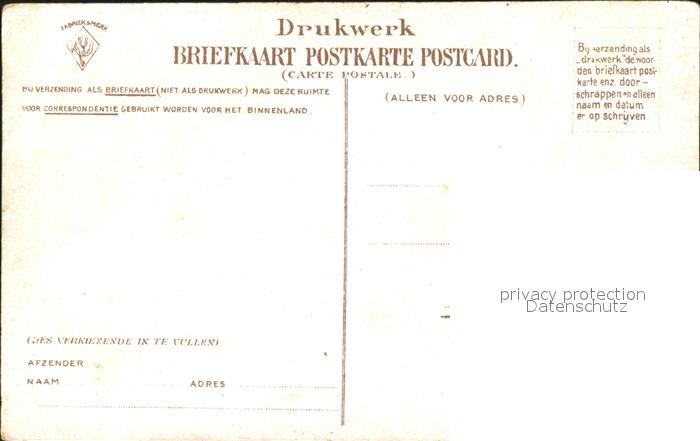 FABRIEKSMERK
Drukwerk
BRIEFKAART POSTKARTE POSTCARD.
(CARTE POSTALE.)
BIJ VERZENDING ALS BRIEFKAART (NIET ALS DRUKWERK) MAG DEZE RUIMTE
VOOR CORRESPONDENTIE GEBRUIKT WORDEN VOOR HET BINNENLAND.
(ALLEEN VOOR ADRES.)
Bij verzending als
„drukwerk" de woor-
den briefkaart post-
karte enz. door-
schrappen en alleen
naam en datum
er op schrijven
privacy protection
Datenschutz
(DES VERKIEZENDE IN TE VULLEN)
AFZENDER
NAAM ADRES